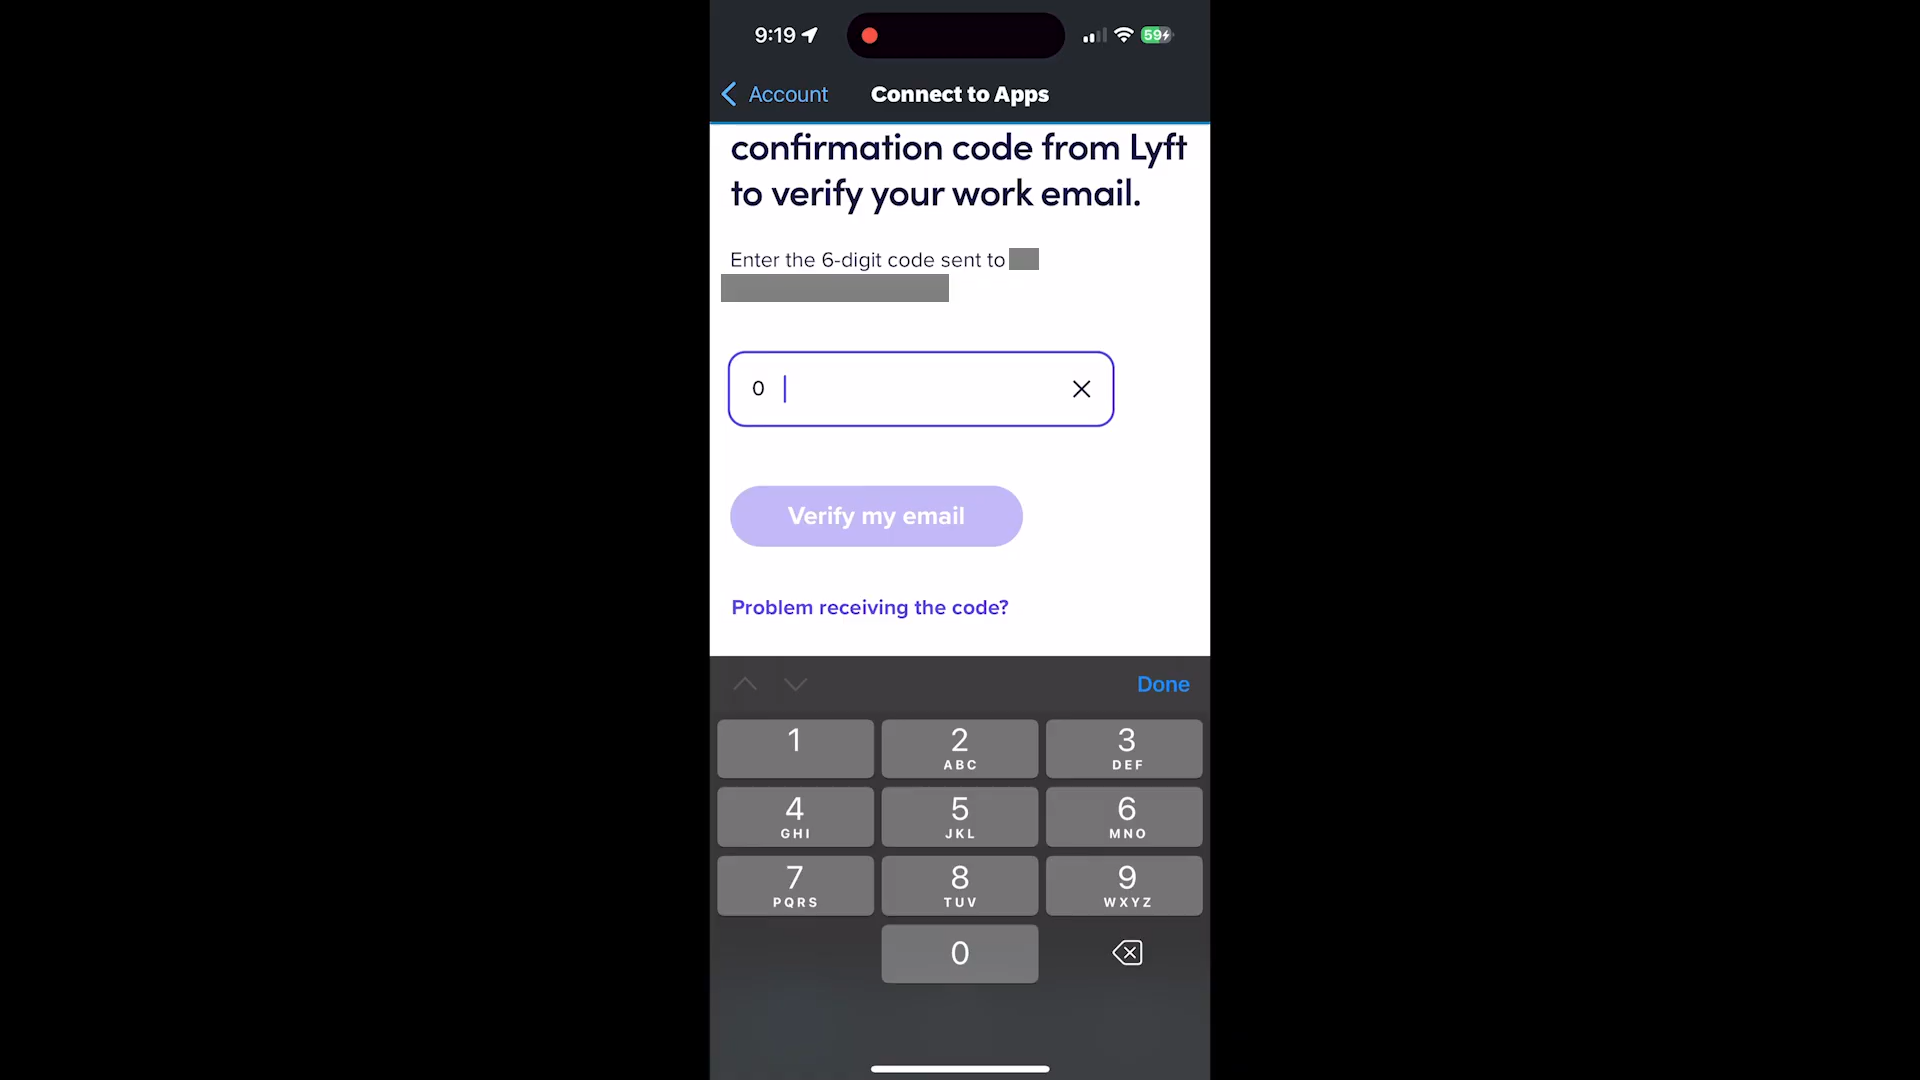 9:19
59
Account
Connect to Apps
confirmation code from Lyft
to verify your work email.
Enter the 6-digit code sent to
0
Verify my email
Problem receiving the code?
Done
1
2
3
ABC
DEF
4
5
6
GHI
JKL
MNO
7
8
9
PQRS
TUV
WXYZ
0